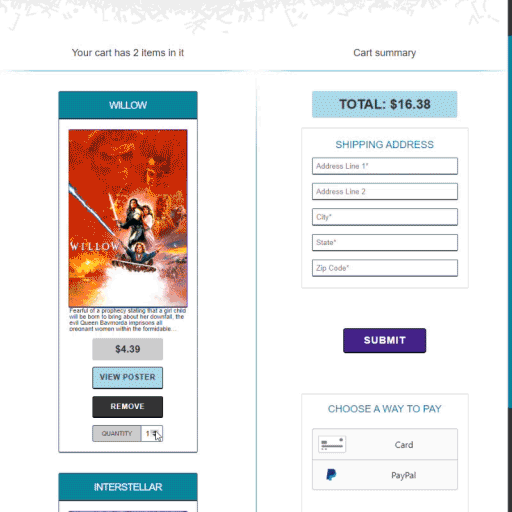 Your cart has 2 items in it
WILLOW
WILLOW
Fearful of a prophecy stating that a girl child
will be born to bring about her downfall, the
evil Queen Bavmorda imprisons all
pregnant women within the formidable ...
$4.39
VIEW POSTER
REMOVE
QUANTITY 1
INTERSTELLAR
Cart summary
TOTAL: $16.38
SHIPPING ADDRESS
Address Line 1*
Address Line 2
City*
State*
Zip Code*
SUBMIT
CHOOSE A WAY TO PAY
Card
PayPal